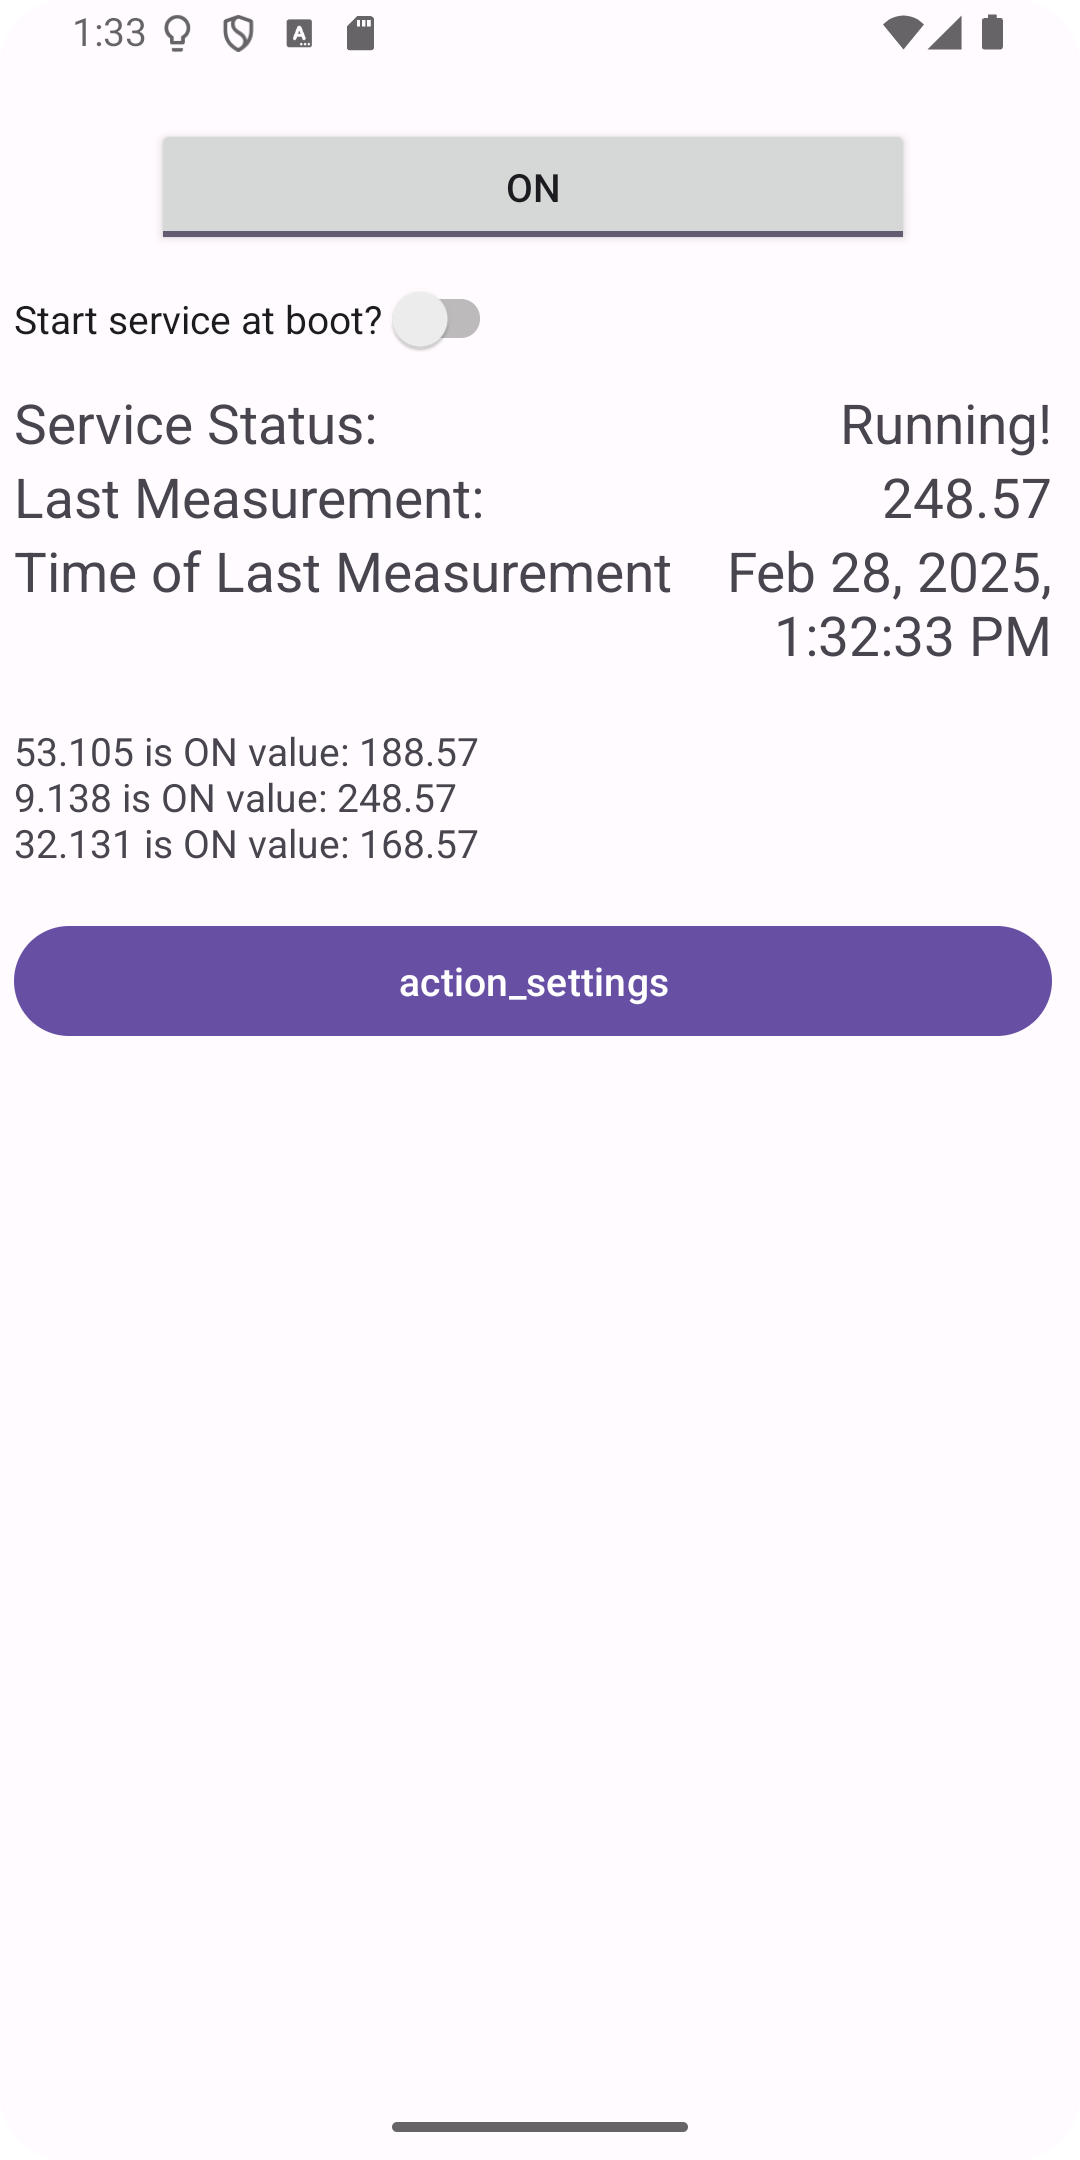 1:33
ON
Start service at boot?
Service Status: Running!
Last Measurement: 248.57
Time of Last Measurement Feb 28, 2025,
1:32:33 PM
53.105 is ON value: 188.57
9.138 is ON value: 248.57
32.131 is ON value: 168.57
action_settings